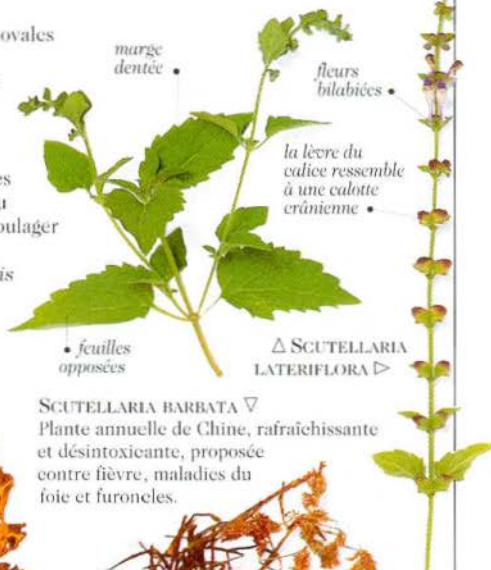 ovales
marge
dentée
fleurs
bilabiées
la lèvre du
calice ressemble
à une calotte
crânienne
feuilles
opposées
△ SCUTELLARIA
LATERIFLORA ▷
SCUTELLARIA BARBATA ▽
Plante annuelle de Chine, rafraîchissante
et désintoxicante, proposée
contre fièvre, maladies du
foie et furoncles.